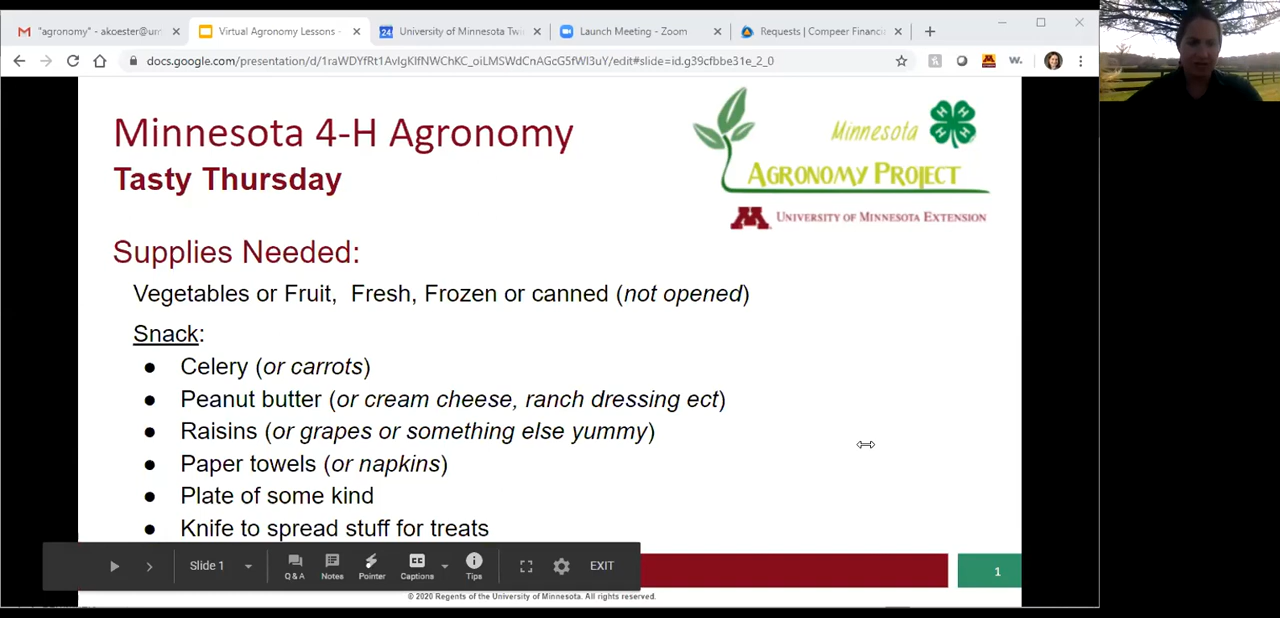 "agronomy" - akoester@um
Virtual Agronomy Lessons -
24
University of Minnesota Twi
Launch Meeting - Zoom
Requests | Compeer Financi
docs.google.com/presentation/d/1raWDYfRt1AvlgKlfNWChKC_oiLMSWdCnAGcG5fWI3uY/edit#slide=id.g39cfbbe31e_2_0
Minnesota 4-H Agronomy
Tasty Thursday
Minnesota
H H H H
AGRONOMY PROJECT
M UNIVERSITY OF MINNESOTA EXTENSION
Supplies Needed:
Vegetables or Fruit, Fresh, Frozen or canned (not opened)
Snack:
● Celery (or carrots)
● Peanut butter (or cream cheese, ranch dressing ect)
● Raisins (or grapes or something else yummy)
● Paper towels (or napkins)
● Plate of some kind
● Knife to spread stuff for treats
Slide 1
Q & A
Notes
Pointer
CC
Captions
Tips
EXIT
1
© 2020 Regents of the University of Minnesota. All rights reserved.